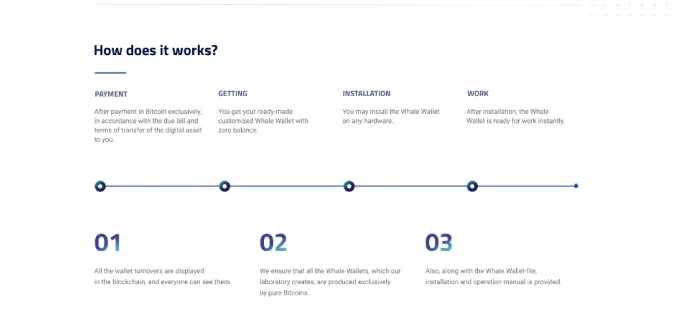 How does it works?
PAYMENT
After payment in Bitcoin exclusively,
in accordance with the due bill and
terms of transfer of the digital asset
to you.
GETTING
You get your ready-made
customized Whale Wallet with
zero balance.
INSTALLATION
You may install the Whale Wallet
on any hardware.
WORK
After installation, the Whale
Wallet is ready for work instantly.
01
All the wallet turnovers are displayed
in the blockchain, and everyone can see them.
02
We ensure that all the Whale Wallets, which our
laboratory creates, are produced exclusively
by pure Bitcoins.
03
Also, along with the Whale Wallet-file,
installation and operation manual is provided.